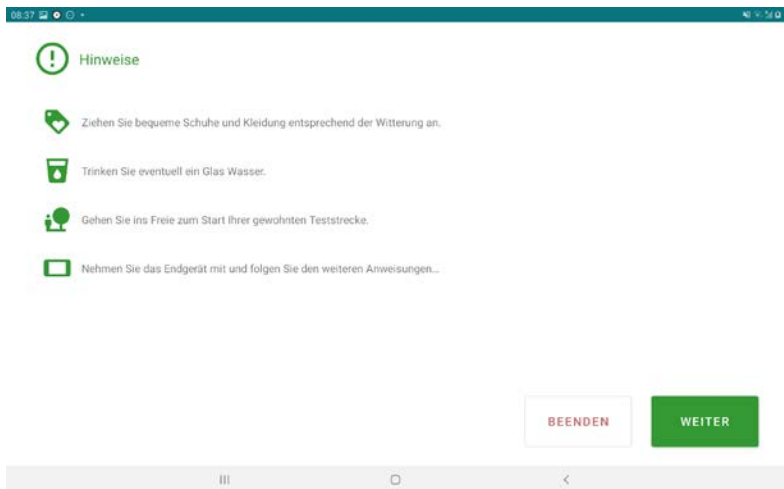 08:37
Hinweise
Ziehen Sie bequeme Schuhe und Kleidung entsprechend der Witterung an.
Trinken Sie eventuell ein Glas Wasser.
Gehen Sie ins Freie zum Start Ihrer gewohnten Teststrecke.
Nehmen Sie das Endgerät mit und folgen Sie den weiteren Anweisungen...
BEENDEN
WEITER